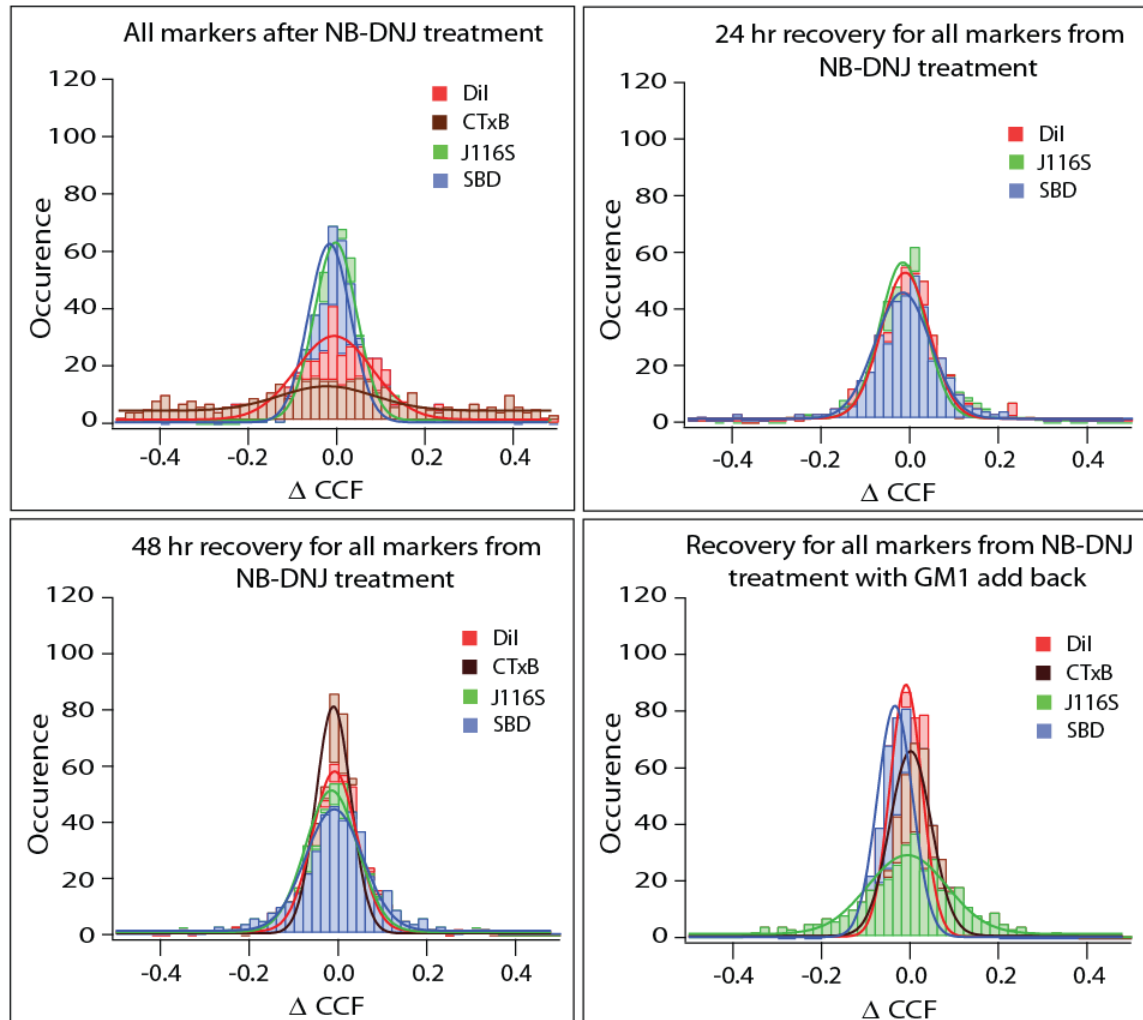 All markers after NB-DNJ treatment
120
100
80
60
40
20
0
Occurence
DiI
CTxB
J116S
SBD
-0.4
-0.2
0.0
0.2
0.4
Δ CCF
24 hr recovery for all markers from
NB-DNJ treatment
120
100
80
60
40
20
0
Occurence
DiI
J116S
SBD
-0.4
-0.2
0.0
0.2
0.4
Δ CCF
48 hr recovery for all markers from
NB-DNJ treatment
120
100
80
60
40
20
0
Occurence
DiI
CTxB
J116S
SBD
-0.4
-0.2
0.0
0.2
0.4
Δ CCF
Recovery for all markers from NB-DNJ
treatment with GM1 add back
120
100
80
60
40
20
0
Occurence
DiI
CTxB
J116S
SBD
-0.4
-0.2
0.0
0.2
0.4
Δ CCF